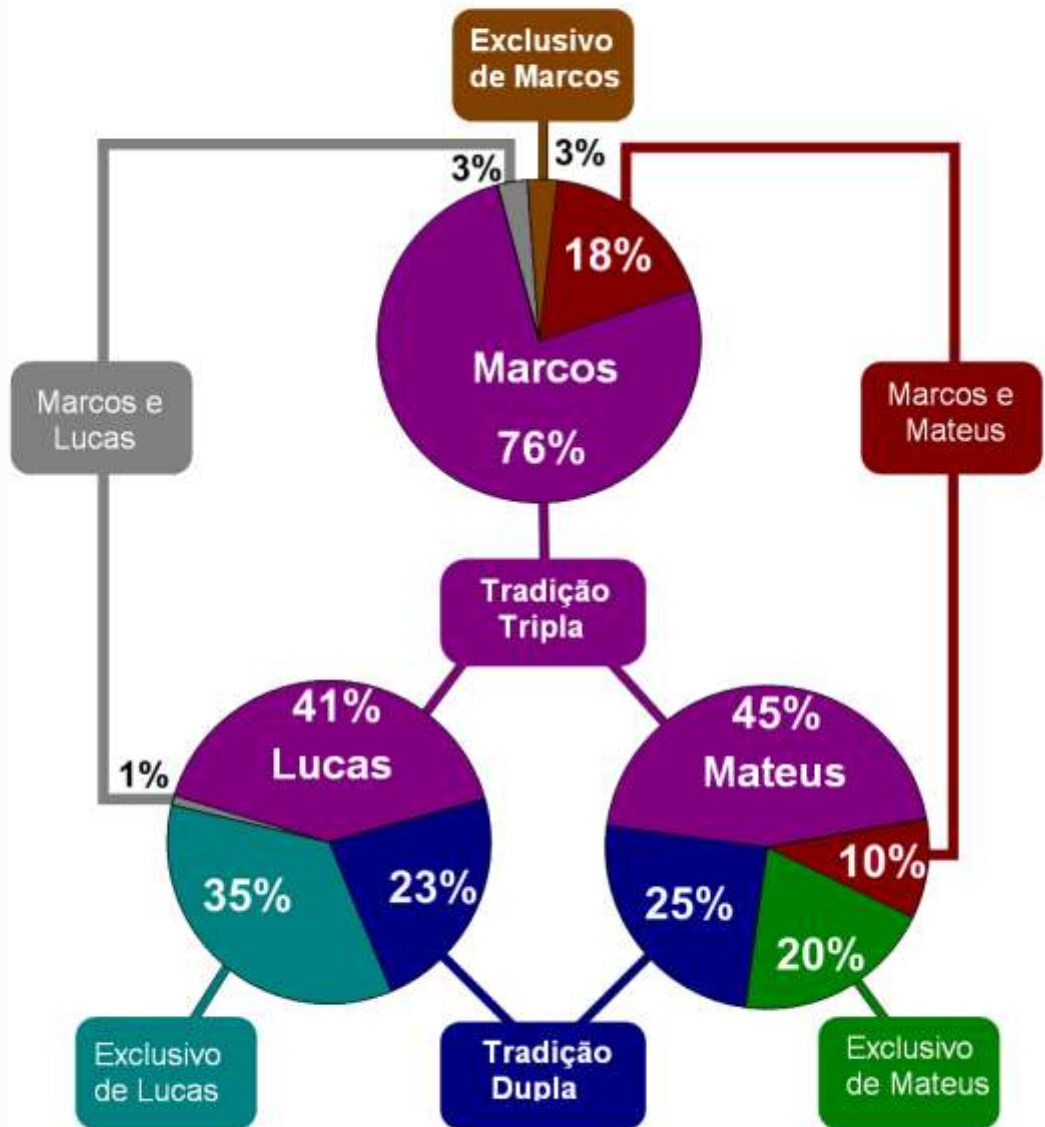 Exclusivo
de Marcos
3%
3%
18%
Marcos
76%
Marcos e
Lucas
Marcos e
Mateus
Tradição
Tripla
41%
Lucas
1%
35%
23%
45%
Mateus
10%
25%
20%
Exclusivo
de Lucas
Tradição
Dupla
Exclusivo
de Mateus